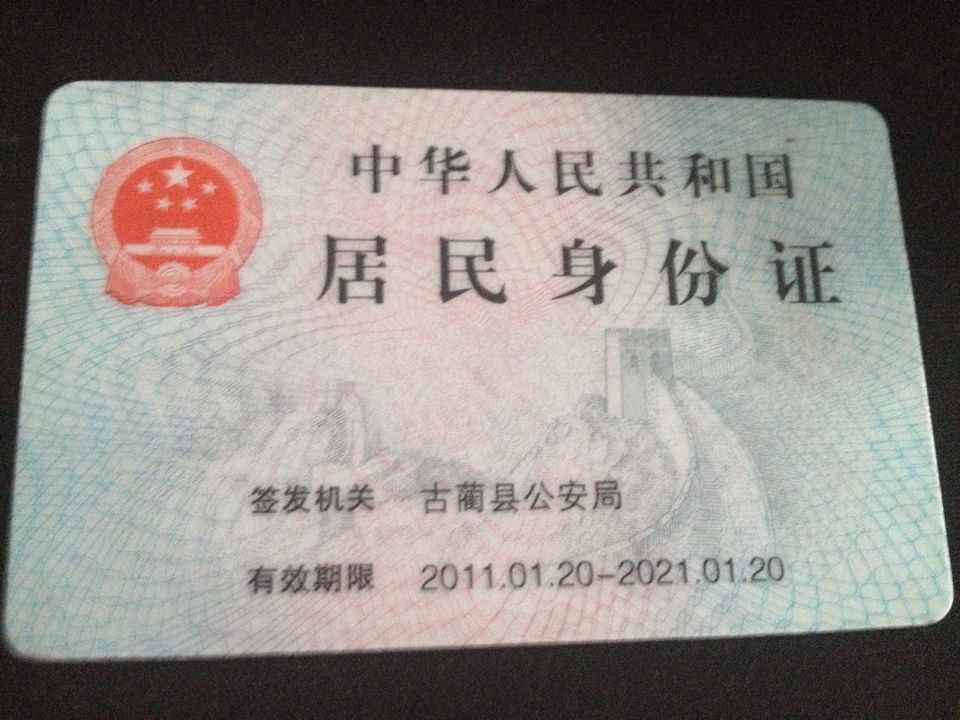 中华人民共和国
居民身份证
签发机关 古蔺县公安局
有效期限 2011.01.20-2021.01.20